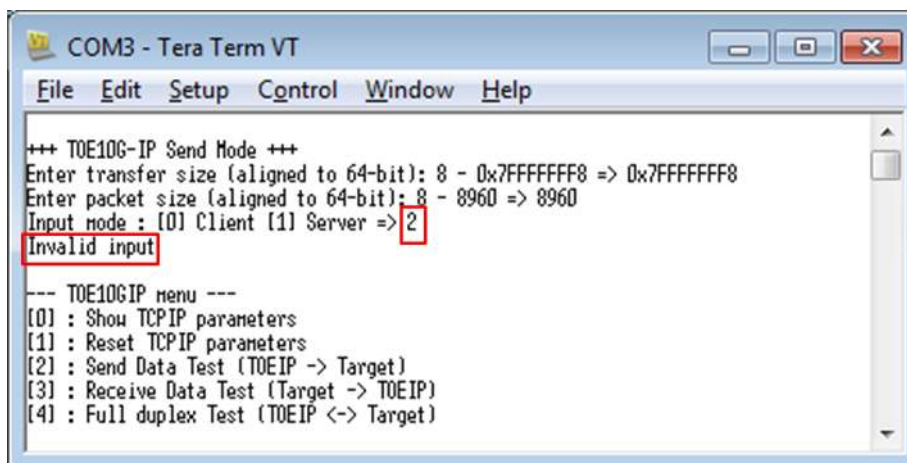 COM3 - Tera Term VT
File Edit Setup Control Window Help
+++ TOE10G-IP Send Mode +++
Enter transfer size (aligned to 64-bit): 8 - 0x7FFFFFFF8 => 0x7FFFFFFF8
Enter packet size (aligned to 64-bit): 8 - 8960 => 8960
Input mode : [0] Client [1] Server => 2
Invalid input
--- TOE10GIP menu ---
[0] : Show TCPIP parameters
[1] : Reset TCPIP parameters
[2] : Send Data Test (TOEIP -> Target)
[3] : Receive Data Test (Target -> TOEIP)
[4] : Full duplex Test (TOEIP <-> Target)